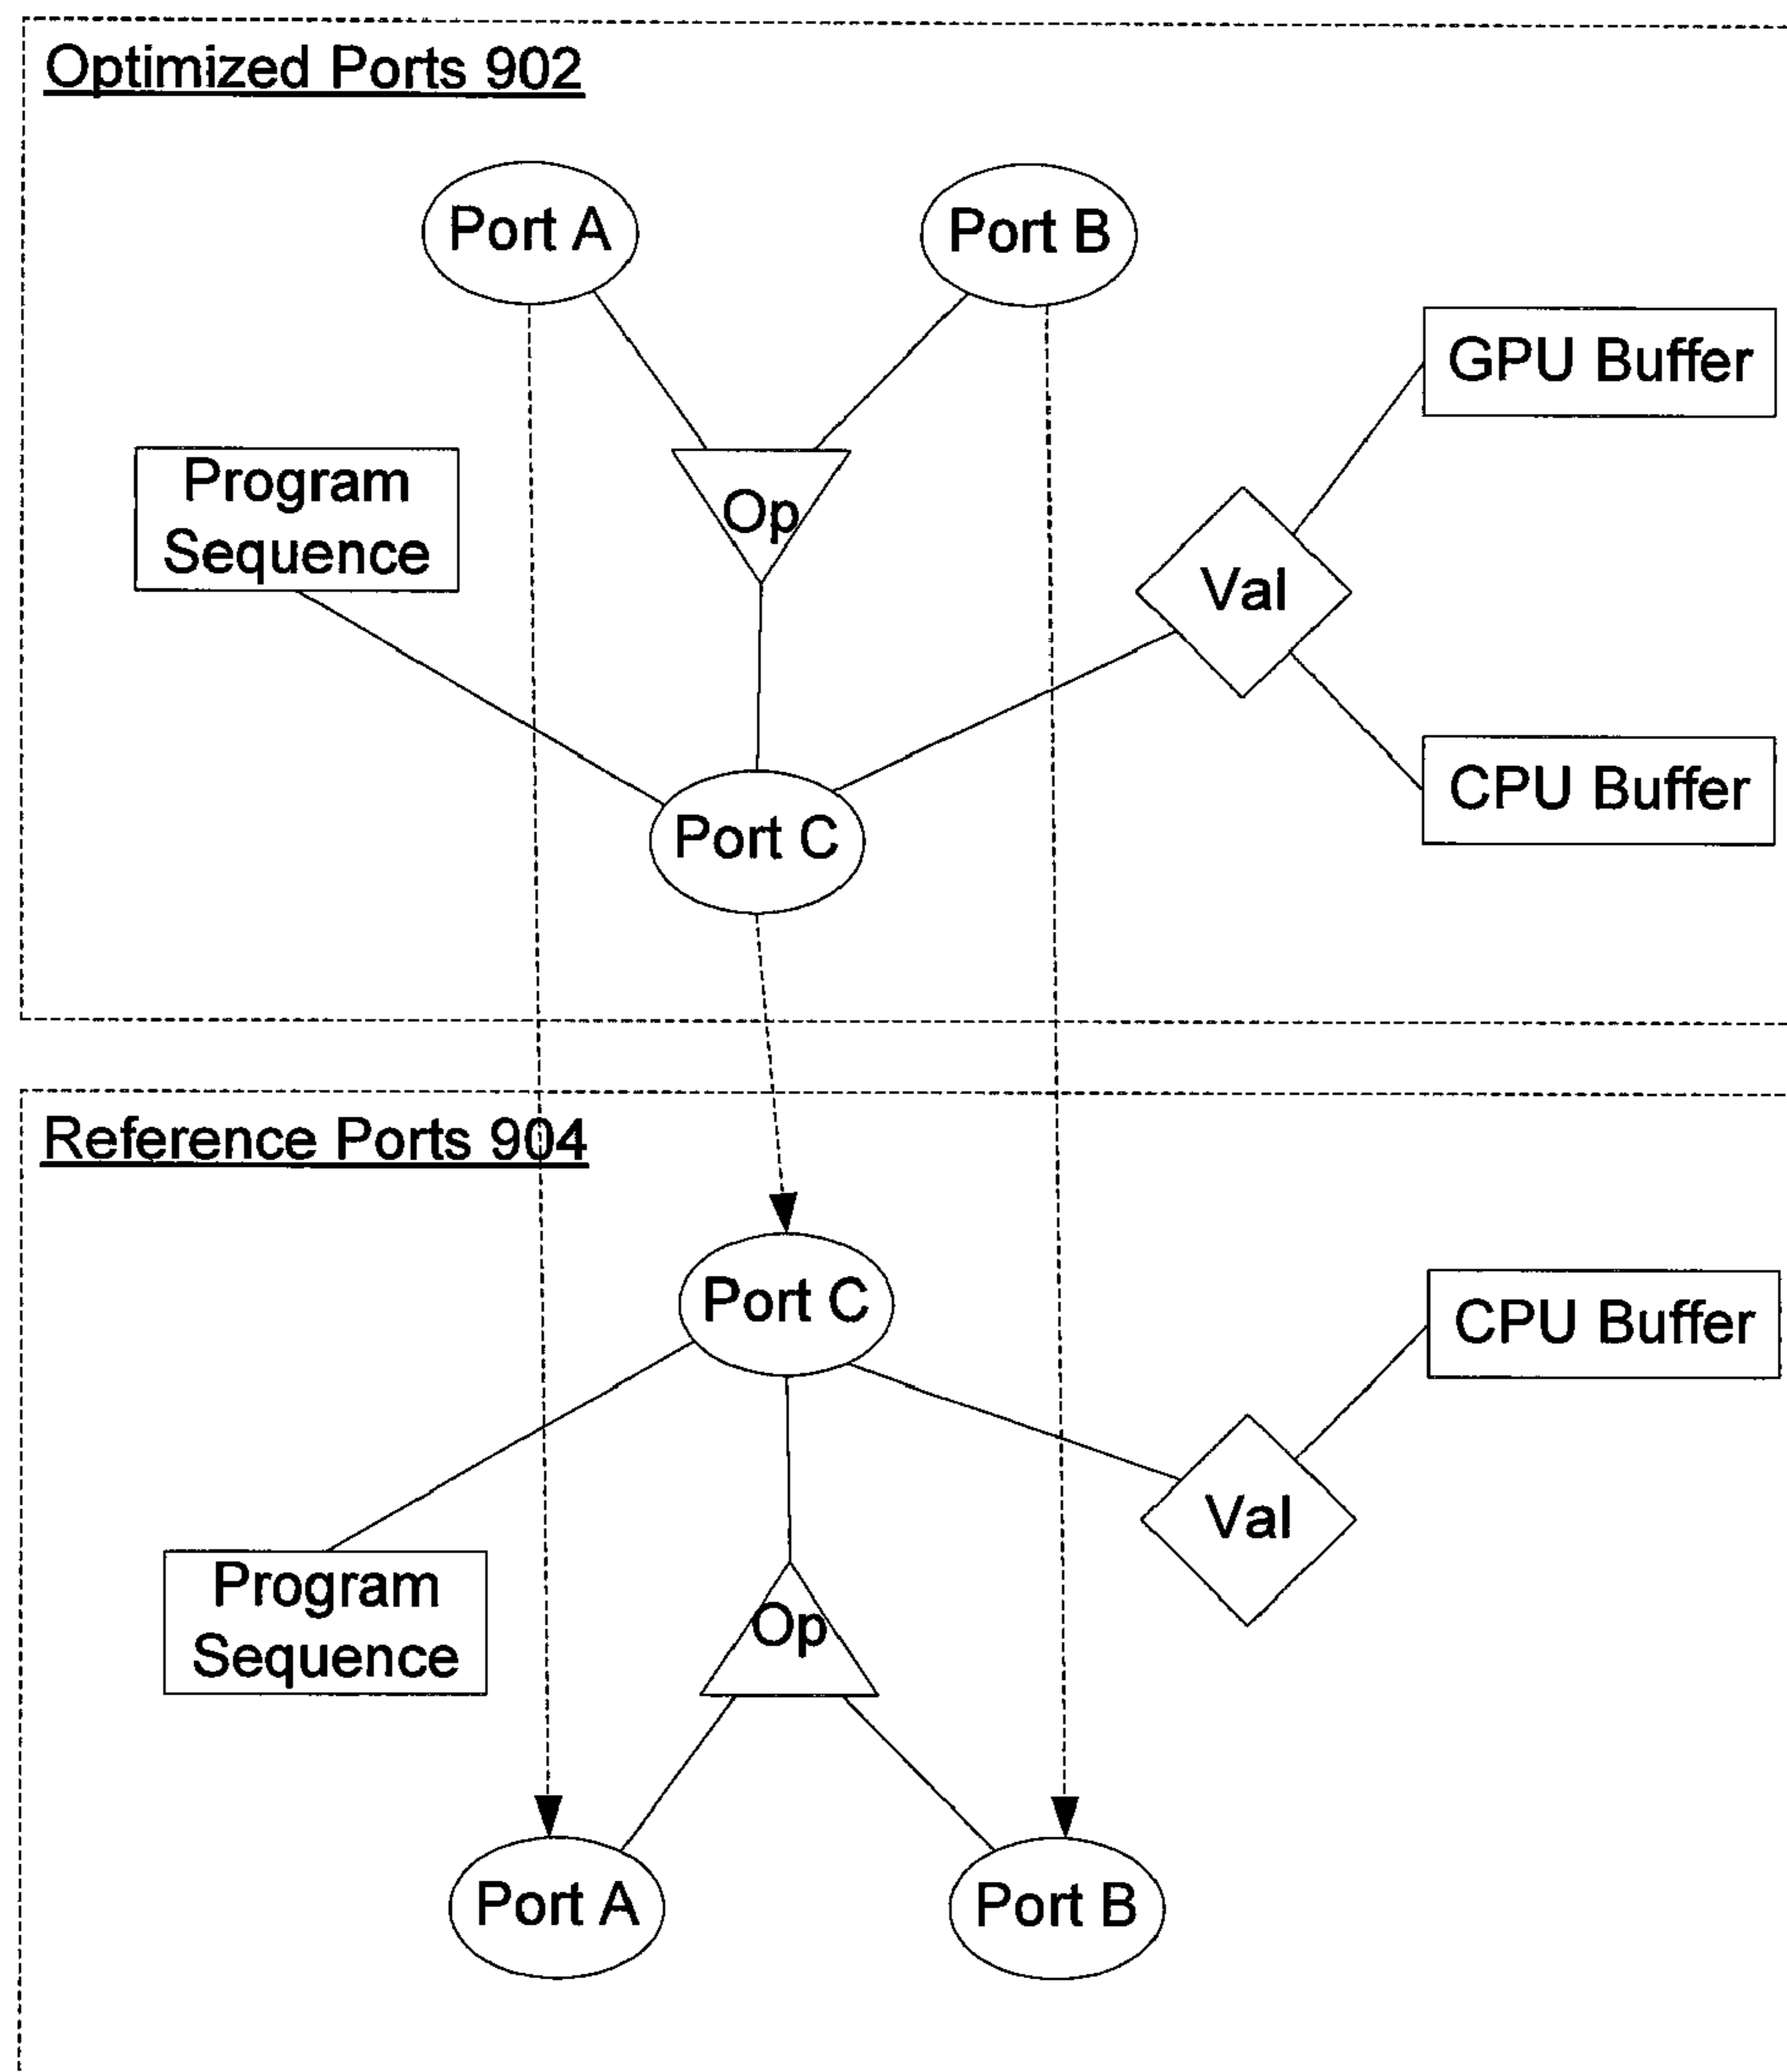 Optimized Ports 902
Port A
Port B
GPU Buffer
Program
Sequence
Op
Val
CPU Buffer
Port C
Reference Ports 904
Port C
CPU Buffer
Val
Program
Sequence
Op
Port A
Port B